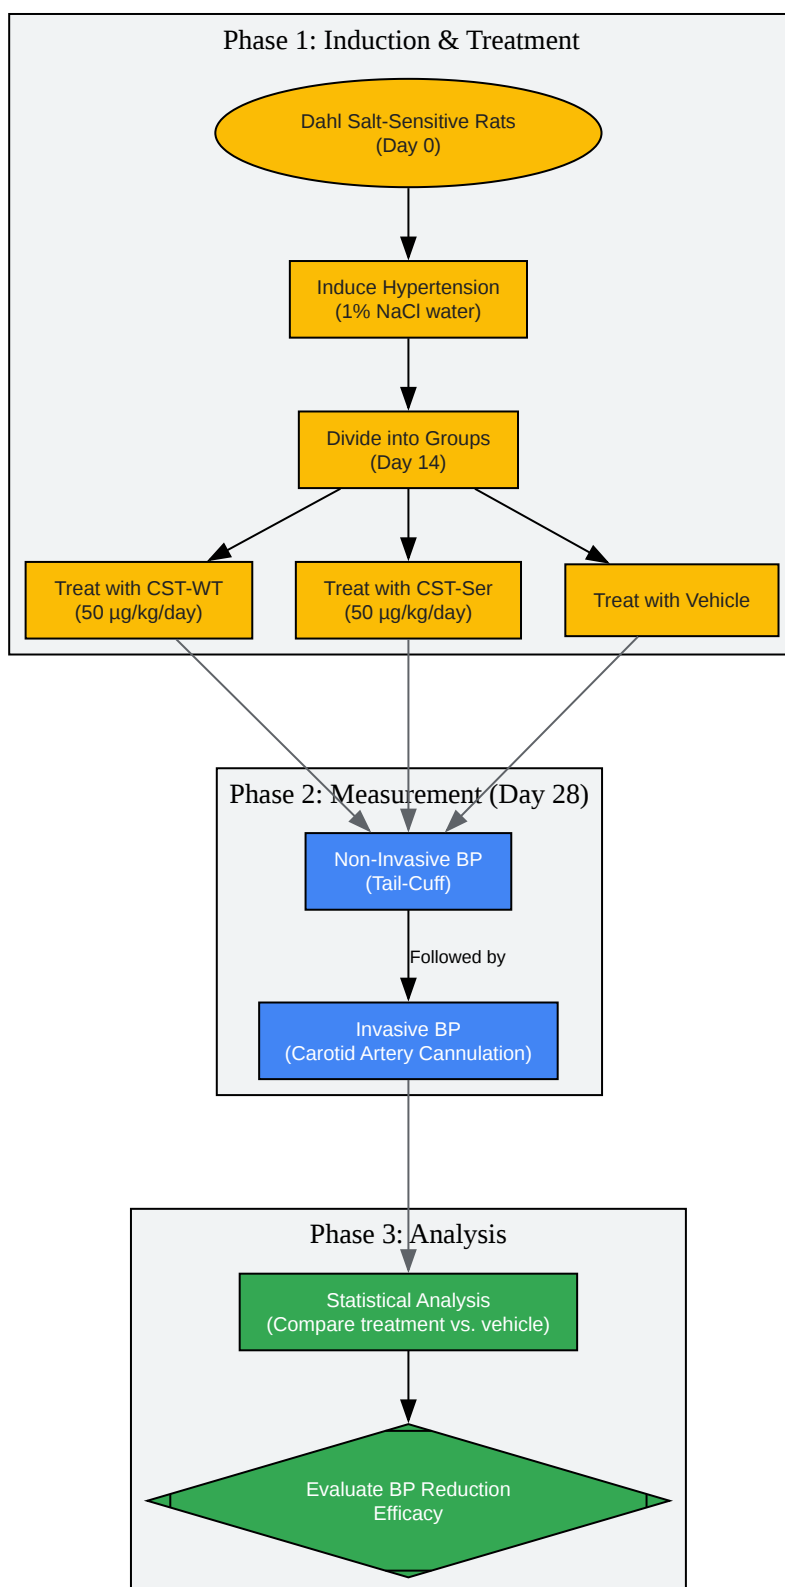 Phase 1: Induction & Treatment
Dahl Salt-Sensitive Rats
(Day 0)
Induce Hypertension
(1% NaCl water)
Divide into Groups
(Day 14)
Treat with CST-WT
(50 µg/kg/day)
Treat with CST-Ser
(50 µg/kg/day)
Treat with Vehicle
Phase 2: Measurement (Day 28)
Non-Invasive BP
(Tail-Cuff)
Followed by
Invasive BP
(Carotid Artery Cannulation)
Phase 3: Analysis
Statistical Analysis
(Compare treatment vs. vehicle)
Evaluate BP Reduction
Efficacy